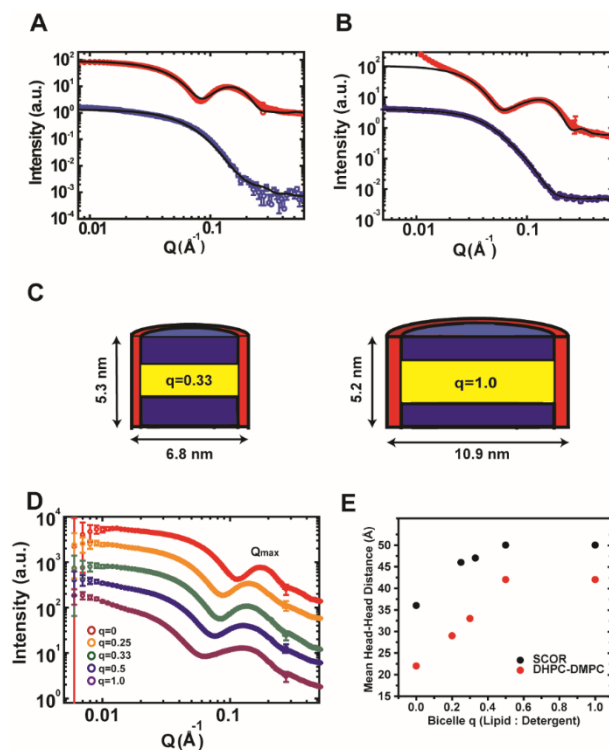 A
B
10²
10¹
10⁰
10⁻¹
10⁻²
10⁻³
10⁻⁴
Intensity (a.u.)
0.01
0.1
Q(Å⁻¹)
10²
10¹
10⁰
10⁻¹
10⁻²
10⁻³
Intensity (a.u.)
0.01
0.1
Q(Å⁻¹)
C
5.3 nm
q=0.33
6.8 nm
5.2 nm
q=1.0
10.9 nm
D
10⁴
10³
10²
10¹
10⁰
Intensity (a.u.)
Qmax
q=0
q=0.25
q=0.33
q=0.5
q=1.0
0.01
0.1
Q(Å⁻¹)
E
Mean Head-Head Distance (Å)
50
40
30
20
SCOR
DHPC-DMPC
0.0
0.2
0.4
0.6
0.8
1.0
Bicelle q (Lipid : Detergent)